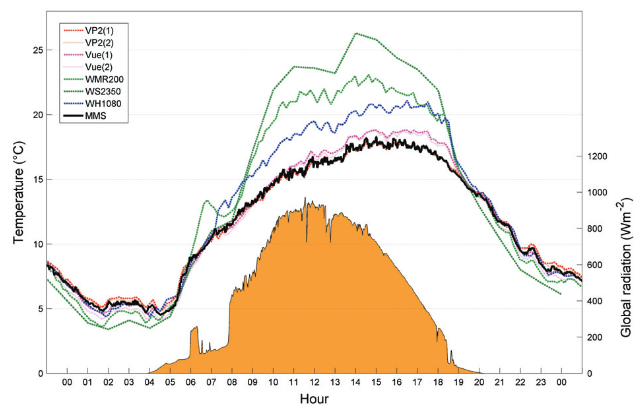 VP2(1)
VP2(2)
Vue(1)
Vue(2)
WMR200
WS2350
WH1080
MMS
Temperature (°C)
25
20
15
10
5
0
1200
1000
800
600
400
200
0
Global radiation (Wm-2)
00 01 02 03 04 05 06 07 08 09 10 11 12 13 14 15 16 17 18 19 20 21 22 23 00
Hour